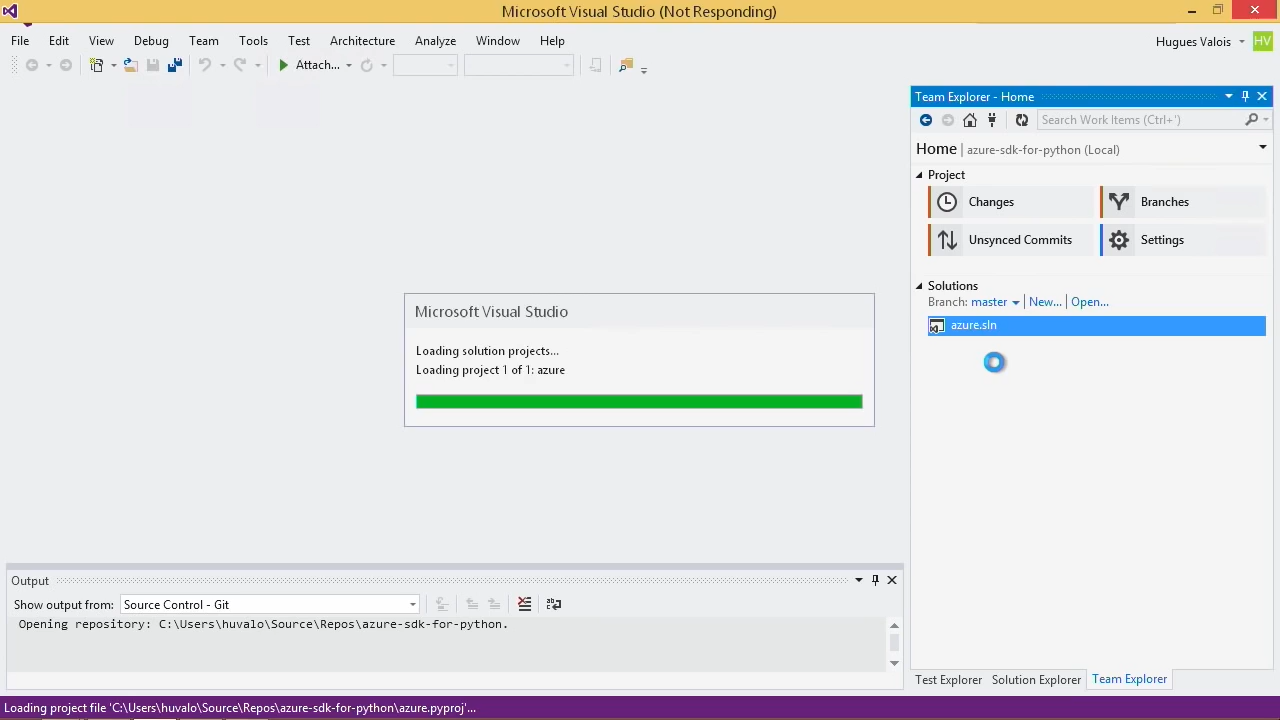 Microsoft Visual Studio (Not Responding)
File Edit View Debug Team Tools Test Architecture Analyze Window Help
Hugues Valois HV
Attach...
Team Explorer - Home
Search Work Items (Ctrl+')
Home | azure-sdk-for-python (Local)
Project
Changes Branches
Unsynced Commits Settings
Solutions
Branch: master | New... | Open...
azure.sln
Microsoft Visual Studio
Loading solution projects...
Loading project 1 of 1: azure
Output
Show output from: Source Control - Git
Opening repository: C:\Users\huvalo\Source\Repos\azure-sdk-for-python.
Test Explorer Solution Explorer Team Explorer
Loading project file 'C:\Users\huvalo\Source\Repos\azure-sdk-for-python\azure.pyproj'...